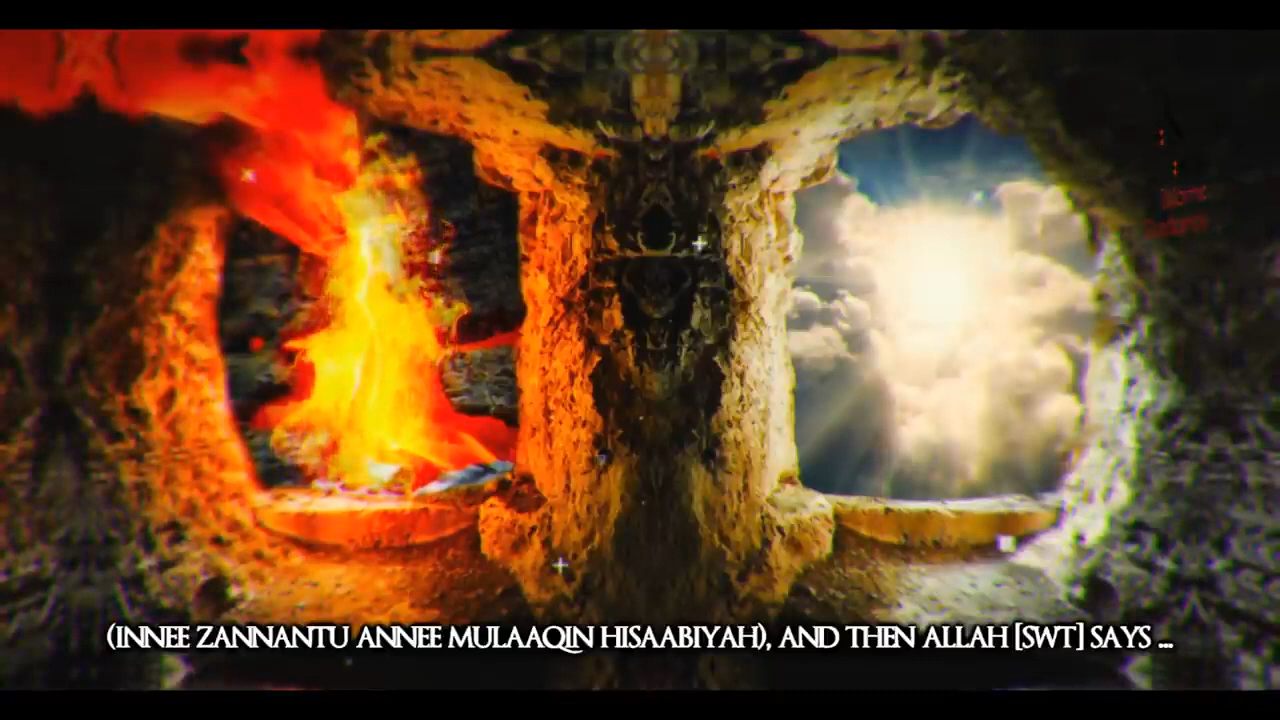 (INNEE ZANNANTU ANNEE MULAAQIN HISAABIYAH), AND THEN ALLAH [SWT] SAYS ...